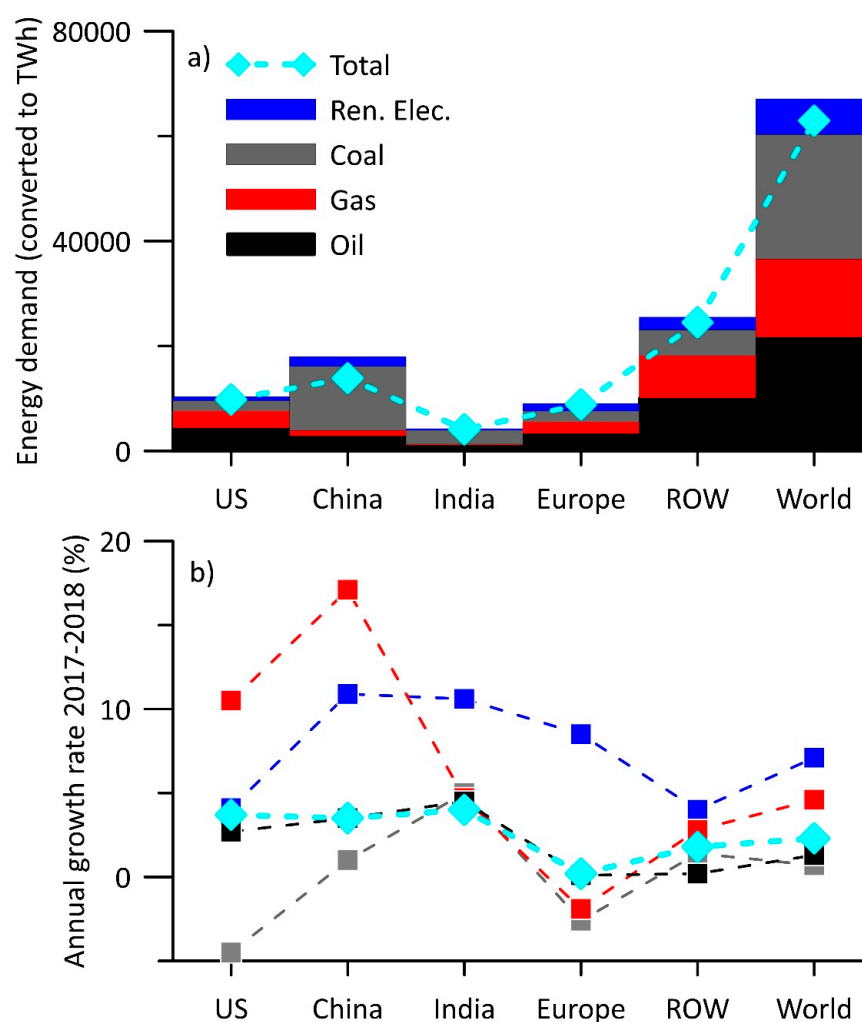 80000
a)
Total
Ren. Elec.
Coal
40000
Gas
Oil
0
Energy demand (converted to TWh)
US China India Europe ROW World
20
b)
10
0
Annual growth rate 2017-2018 (%)
US China India Europe ROW World